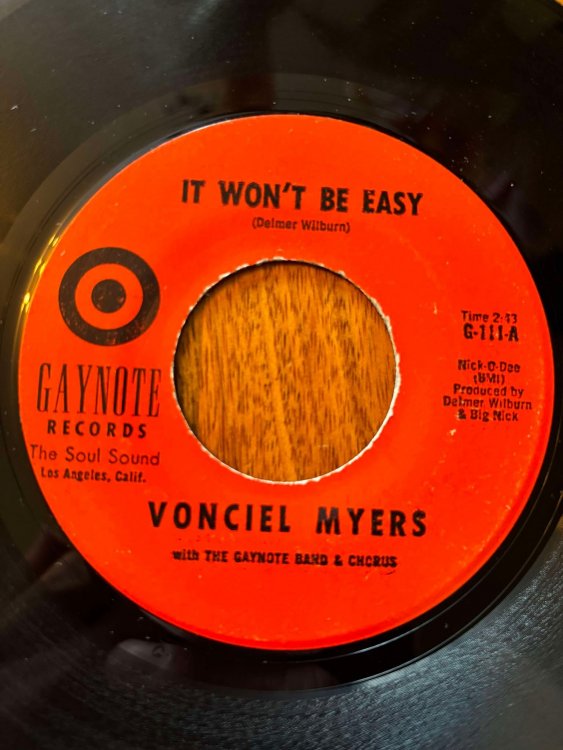 IT WON'T BE EASY
(Delmer Wilburn)
Time 2:13
G-111-A
Nick-O-Dee
(BMI)
Produced by
Delmer Wilburn
& Big Nick
GAYNOTE
RECORDS
The Soul Sound
Los Angeles, Calif.
VONCIEL MYERS
with THE GAYNOTE BAND & CHORUS